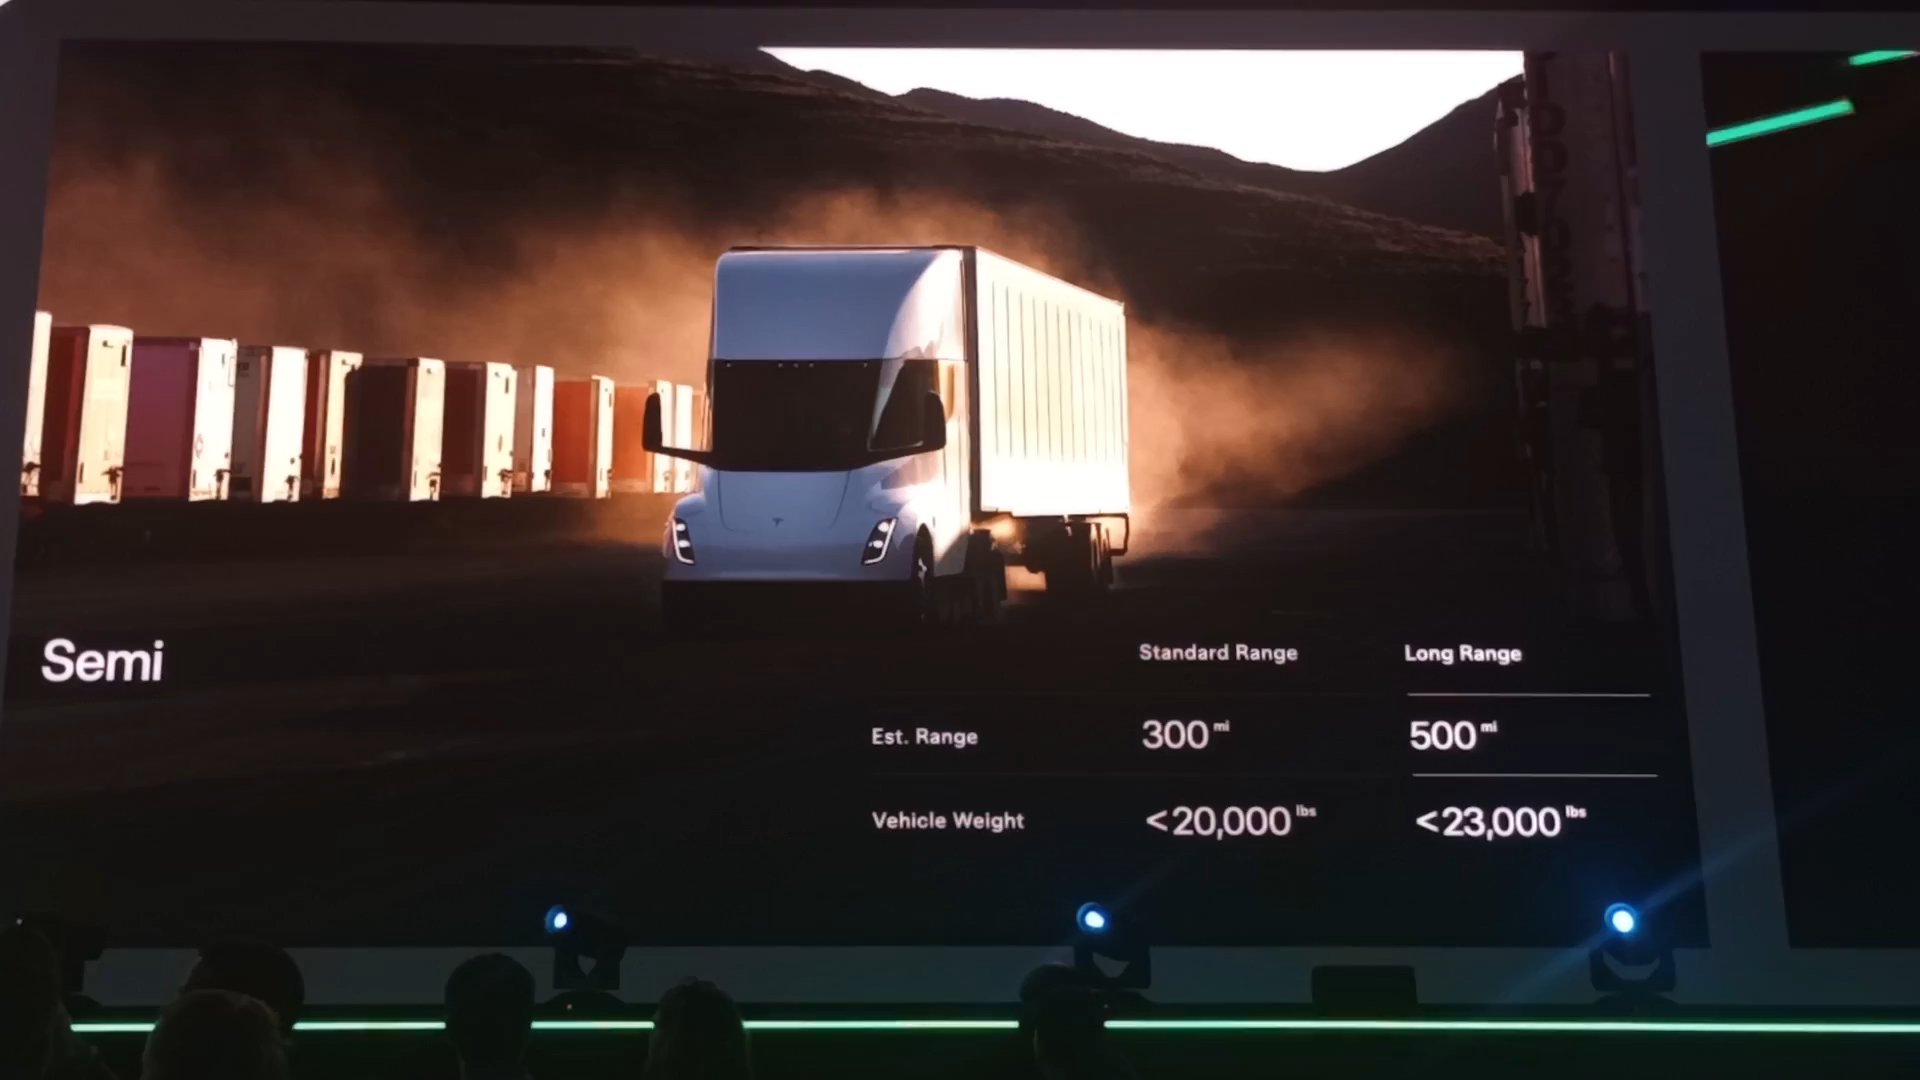 Semi
Standard Range Long Range
Est. Range 300 mi 500 mi
Vehicle Weight <20,000 lbs <23,000 lbs